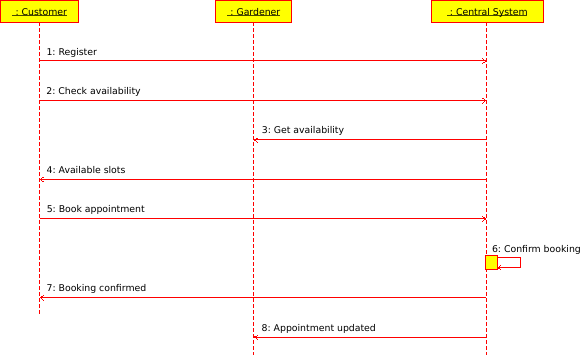 : Customer
: Gardener
: Central System
1: Register
2: Check availability
3: Get availability
4: Available slots
5: Book appointment
6: Confirm booking
7: Booking confirmed
8: Appointment updated